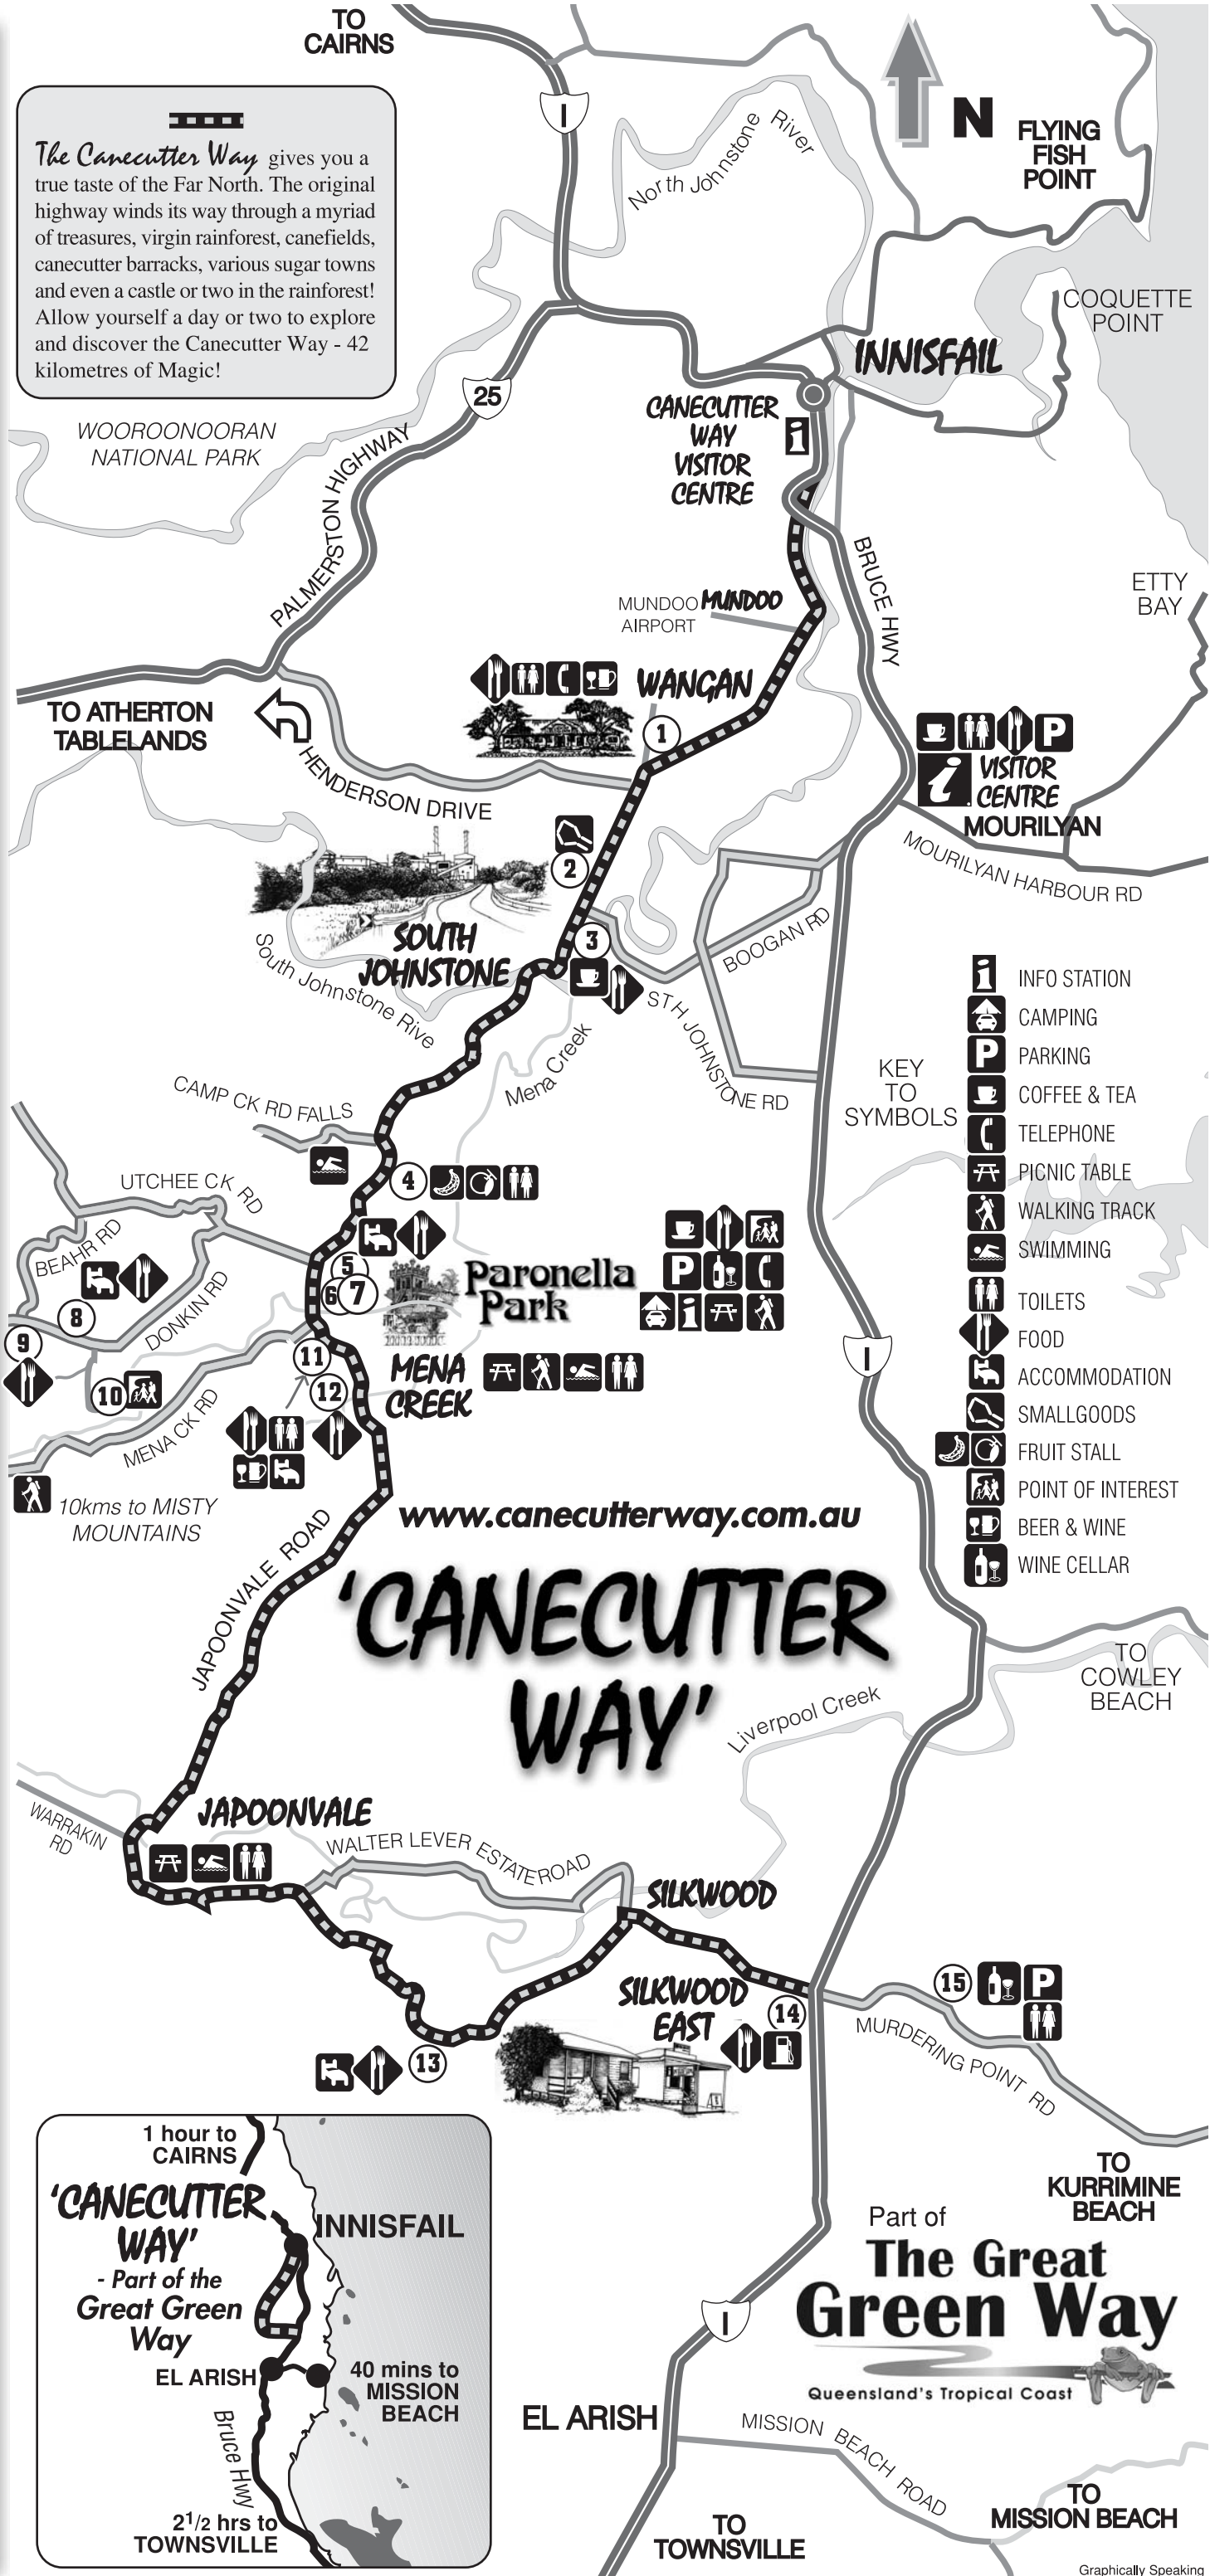 TO
CAIRNS
1
N
FLYING
FISH
POINT
North Johnstone River
The Canecutter Way gives you a
true taste of the Far North. The original
highway winds its way through a myriad
of treasures, virgin rainforest, canefields,
canecutter barracks, various sugar towns
and even a castle or two in the rainforest!
Allow yourself a day or two to explore
and discover the Canecutter Way - 42
kilometres of Magic!
COQUETTE
POINT
INNISFAIL
25
CANECUTTER
WAY
VISITOR
CENTRE
i
WOOROONOORAN
NATIONAL PARK
PALMERSTON HIGHWAY
BRUCE HWY
ETTY
BAY
MUNDOO
AIRPORT
MUNDOO
WANGAN
1
TO ATHERTON
TABLELANDS
HENDERSON DRIVE
P
i
VISITOR
CENTRE
MOURILYAN
MOURILYAN HARBOUR RD
2
SOUTH
JOHNSTONE
3
BOOGAN RD
South Johnstone Rive
STH JOHNSTONE RD
Mena Creek
KEY
TO
SYMBOLS
i INFO STATION
CAMPING
P PARKING
COFFEE & TEA
TELEPHONE
PICNIC TABLE
WALKING TRACK
SWIMMING
TOILETS
FOOD
ACCOMMODATION
SMALLGOODS
FRUIT STALL
POINT OF INTEREST
BEER & WINE
WINE CELLAR
CAMP CK RD FALLS
4
UTCHEE CK RD
BEAHR RD
DONKIN RD
5
6
7
8
9
10
11
12
Paronella
Park
P
i
MENA
CREEK
MENA CK RD
1
10kms to MISTY
MOUNTAINS
www.canecutterway.com.au
'CANECUTTER
WAY'
JAPOONVALE ROAD
TO
COWLEY
BEACH
Liverpool Creek
WARRAKIN
RD
JAPOONVALE
WALTER LEVER ESTATE ROAD
SILKWOOD
SILKWOOD
EAST
13
14
15
P
MURDERING POINT RD
TO
KURRIMINE
BEACH
1 hour to
CAIRNS
'CANECUTTER
WAY'
- Part of the
Great Green
Way
INNISFAIL
EL ARISH
40 mins to
MISSION
BEACH
Bruce Hwy
2 1/2 hrs to
TOWNSVILLE
Part of
The Great
Green Way
Queensland's Tropical Coast
1
EL ARISH
MISSION BEACH ROAD
TO
TOWNSVILLE
TO
MISSION BEACH
Graphically Speaking